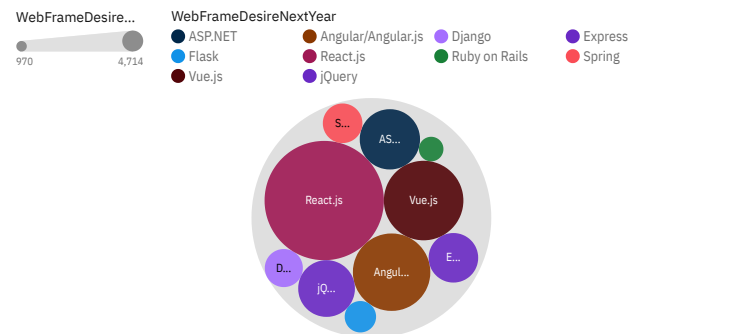 WebFrameDesire...
970
4,714
WebFrameDesireNextYear
ASP.NET
Angular/Angular.js
Django
Express
Flask
React.js
Ruby on Rails
Spring
Vue.js
jQuery
S...
AS...
React.js
Vue.js
E...
D...
Angul...
jQ...